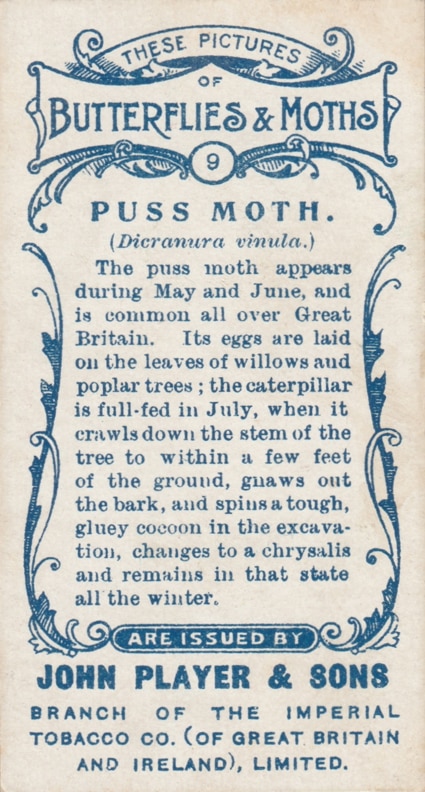 THESE PICTURES
OF
BUTTERFLIES & MOTHS
9
PUSS MOTH.
(Dicranura vinula.)
The puss moth appears
during May and June, and
is common all over Great
Britain. Its eggs are laid
on the leaves of willows and
poplar trees ; the caterpillar
is full-fed in July, when it
crawls down the stem of the
tree to within a few feet
of the ground, gnaws out
the bark, and spins a tough,
gluey cocoon in the excava-
tion, changes to a chrysalis
and remains in that state
all the winter.
ARE ISSUED BY
JOHN PLAYER & SONS
BRANCH OF THE IMPERIAL
TOBACCO CO. (OF GREAT BRITAIN
AND IRELAND), LIMITED.